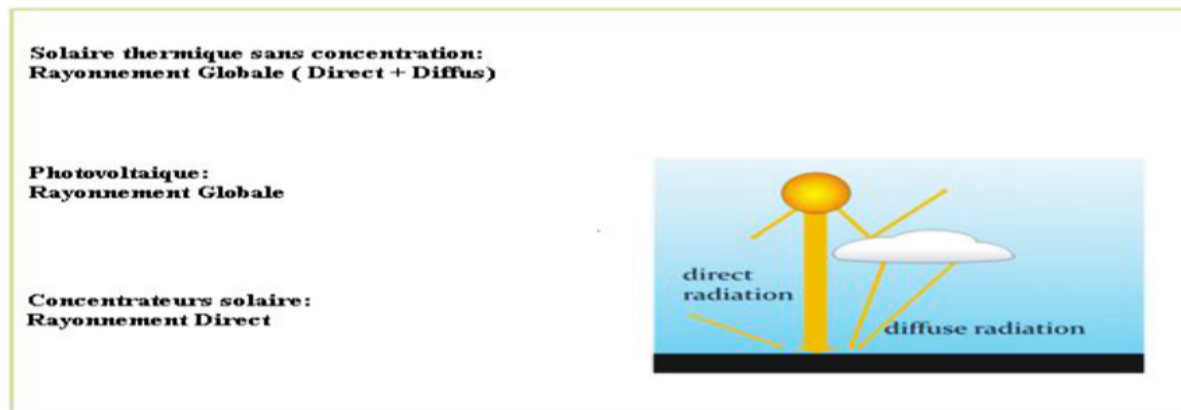 Solaire thermique sans concentration:
Rayonnement Globale ( Direct + Diffus)
Photovoltaique:
Rayonnement Globale
Concentrateurs solaire:
Rayonnement Direct
direct
radiation
diffuse radiation